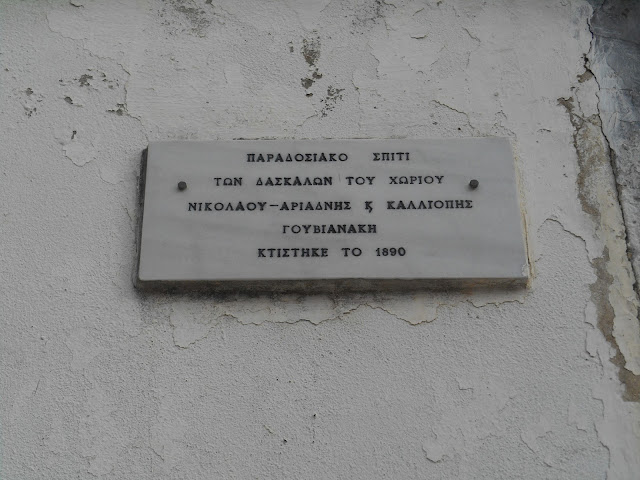 ΠΑΡΑΔΟΣΙΑΚΟ ΣΠΙΤΙ
ΤΩΝ ΔΑΣΚΑΛΩΝ ΤΟΥ ΧΩΡΙΟΥ
ΝΙΚΟΛΑΟΥ-ΑΡΙΑΔΝΗΣ ϗ ΚΑΛΛΙΟΠΗΣ
ΓΟΥΒΙΑΝΑΚΗ
ΚΤΙΣΤΗΚΕ ΤΟ 1890